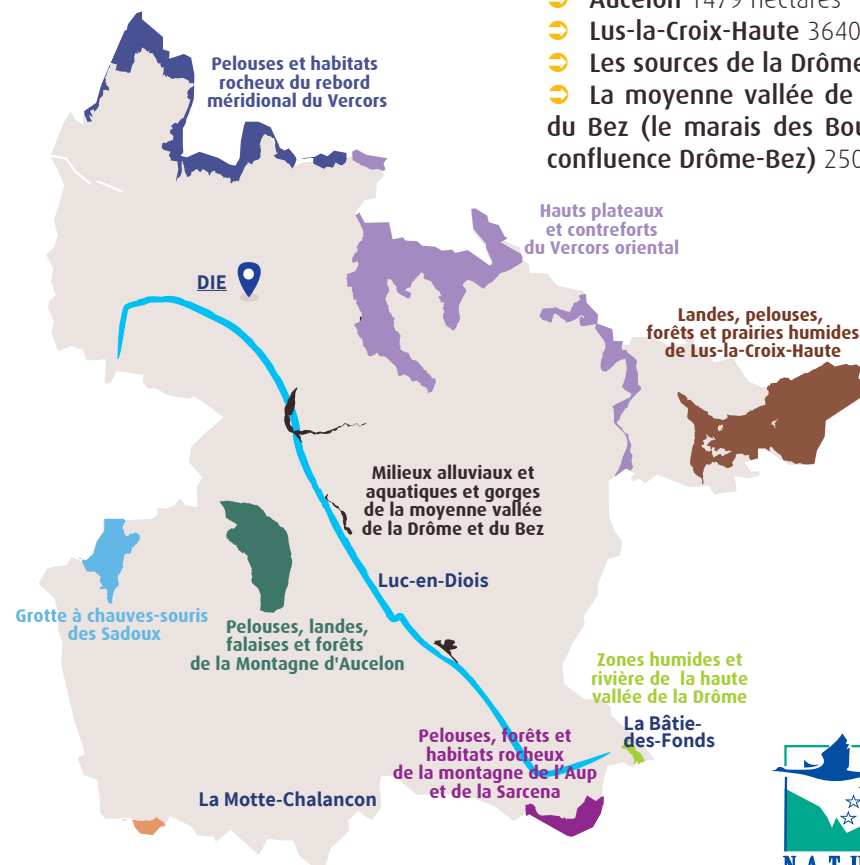 Aucelon 1479 hectares
Lus-la-Croix-Haute 3640
Les sources de la Drôme
La moyenne vallée de
du Bez (le marais des Bou
confluence Drôme-Bez) 250
Pelouses et habitats
rocheux du rebord
méridional du Vercors
Hauts plateaux
et contreforts
du Vercors oriental
DIE
Landes, pelouses,
forêts et prairies humides
de Lus-la-Croix-Haute
Milieux alluviaux et
aquatiques et gorges
de la moyenne vallée
de la Drôme et du Bez
Luc-en-Diois
Grotte à chauves-souris
des Sadoux
Pelouses, landes,
falaises et forêts
de la Montagne d'Aucelon
Zones humides et
rivière de la haute
vallée de la Drôme
La Bâtie-
des-Fonds
Pelouses, forêts et
habitats rocheux
de la montagne de l'Aup
et de la Sarcena
La Motte-Chalancon
NATU